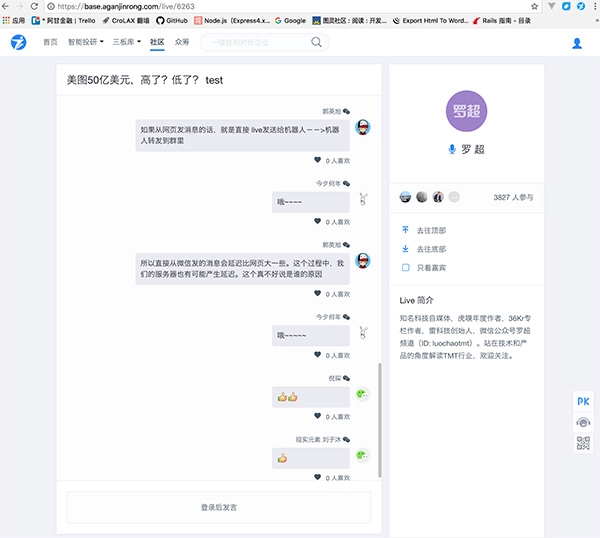 https://base.aganjinrong.com/live/6263
应用
* 阿甘金融 | Trello
CroLAX 翻墙
GitHub
Node.js（Express4.x...
Google
图灵社区 : 阅读 : 开发...
Export Html To Word...
Rails 指南 - 目录
首页
智能投研
三板库
社区
众筹
美图50亿美元，高了？低了？ test
郭英旭
如果从网页发消息的话，就是直接 live发送给机器人－－>机器
人转发到群里
0 人喜欢
今夕何年
哦~~~~
0 人喜欢
郭英旭
所以直接从微信发的消息会延迟比网页大一些。这个过程中，我
们的服务器也有可能产生延迟。这个真不好说是谁的原因
0 人喜欢
今夕何年
哦~~~~~
0 人喜欢
倪琛
0 人喜欢
现实元素 刘子沐
0 人喜欢
登录后发言
罗超
罗 超
3827 人参与
去往顶部
去往底部
只看嘉宾
Live 简介
知名科技自媒体，虎嗅年度作者，36Kr专
栏作者，雷科技创始人，微信公众号罗超
频道（ID: luochaotmt）。站在技术和产
品的角度解读TMT行业，欢迎关注。
PK